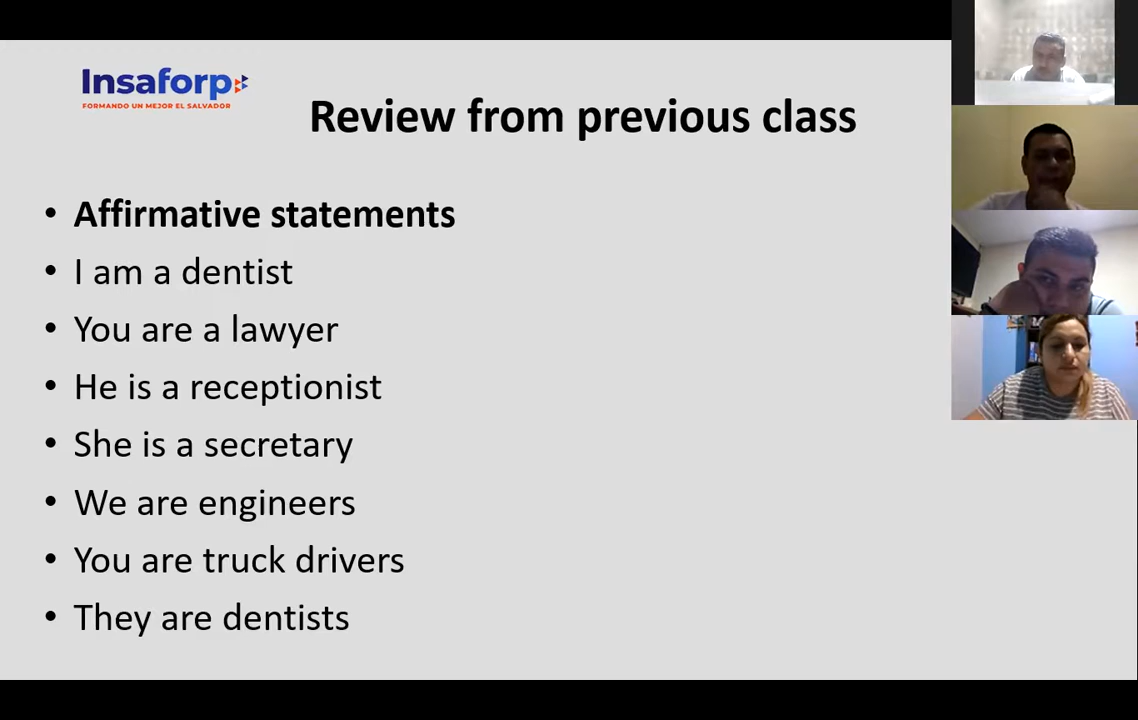 Insaforp
FORMANDO UN MEJOR EL SALVADOR
Review from previous class
• Affirmative statements
• I am a dentist
• You are a lawyer
• He is a receptionist
• She is a secretary
• We are engineers
• You are truck drivers
• They are dentists